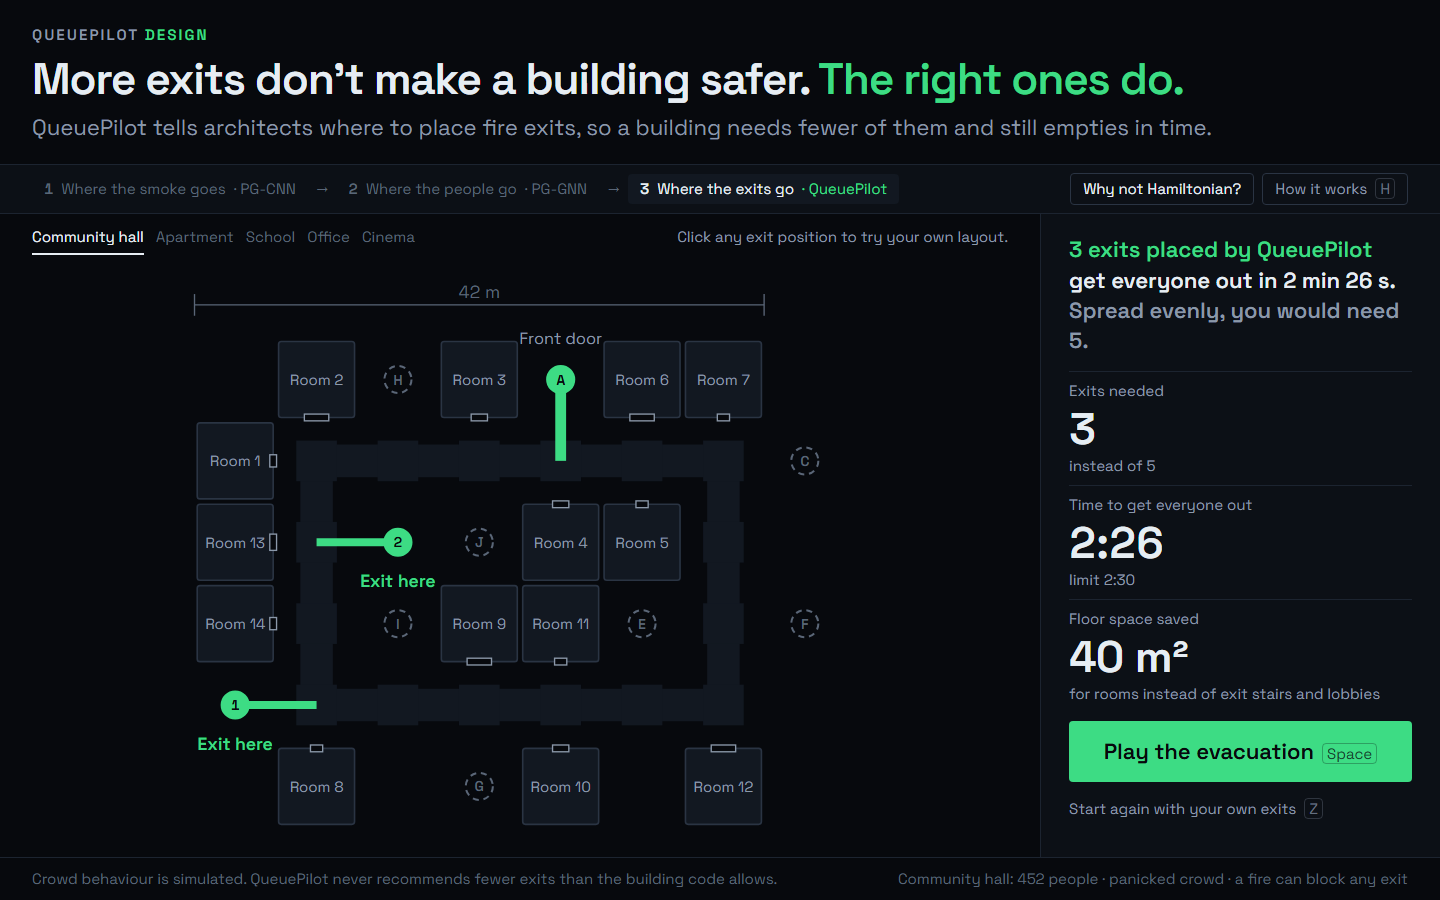 QUEUEPILOT DESIGN
More exits don't make a building safer. The right ones do.
QueuePilot tells architects where to place fire exits, so a building needs fewer of them and still empties in time.
1 Where the smoke goes · PG-CNN → 2 Where the people go · PG-GNN → 3 Where the exits go · QueuePilot
Why not Hamiltonian?
How it works H
Community hall Apartment School Office Cinema
Click any exit position to try your own layout.
42 m
Front door
Room 2
H
Room 3
A
Room 6
Room 7
Room 1
C
Room 13
2
J
Room 4
Room 5
Exit here
Room 14
I
Room 9
Room 11
E
F
1
Exit here
Room 8
G
Room 10
Room 12
3 exits placed by QueuePilot
get everyone out in 2 min 26 s.
Spread evenly, you would need
5.
Exits needed
3
instead of 5
Time to get everyone out
2:26
limit 2:30
Floor space saved
40 m²
for rooms instead of exit stairs and lobbies
Play the evacuation Space
Start again with your own exits Z
Crowd behaviour is simulated. QueuePilot never recommends fewer exits than the building code allows.
Community hall: 452 people · panicked crowd · a fire can block any exit